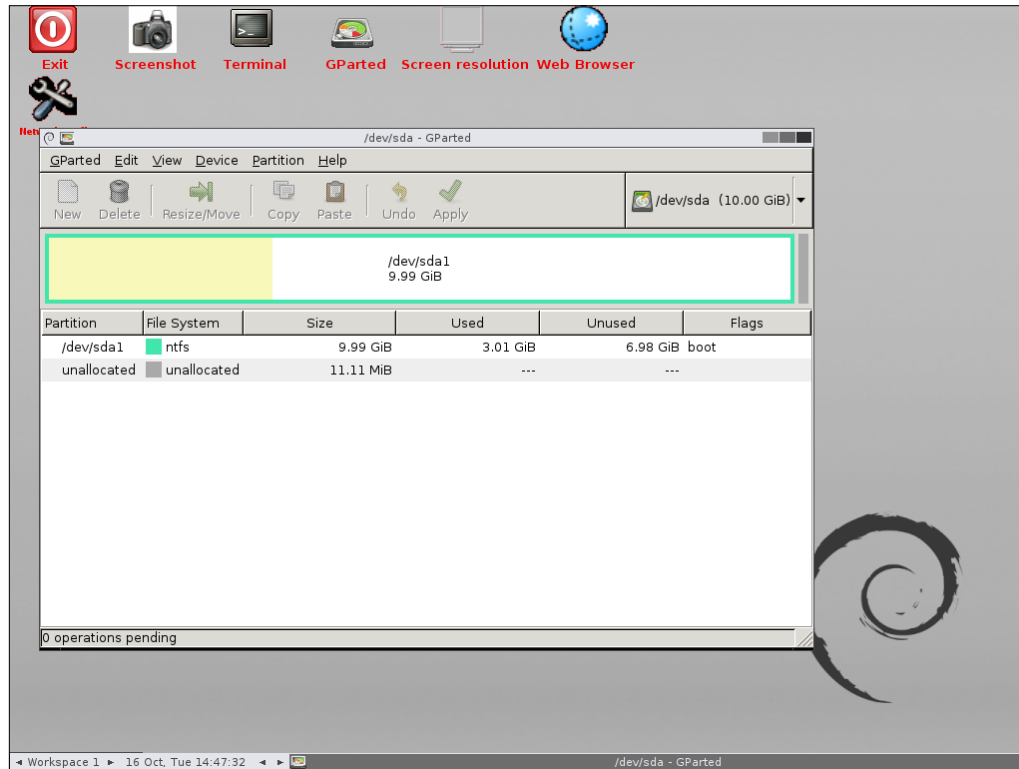 Exit Screenshot Terminal GParted Screen resolution Web Browser
/dev/sda - GParted
GParted Edit View Device Partition Help
New Delete Resize/Move Copy Paste Undo Apply /dev/sda (10.00 GiB)
/dev/sda1
9.99 GiB
Partition File System Size Used Unused Flags
/dev/sda1 ntfs 9.99 GiB 3.01 GiB 6.98 GiB boot
unallocated unallocated 11.11 MiB --- ---
0 operations pending
Workspace 1 16 Oct, Tue 14:47:32 /dev/sda - GParted